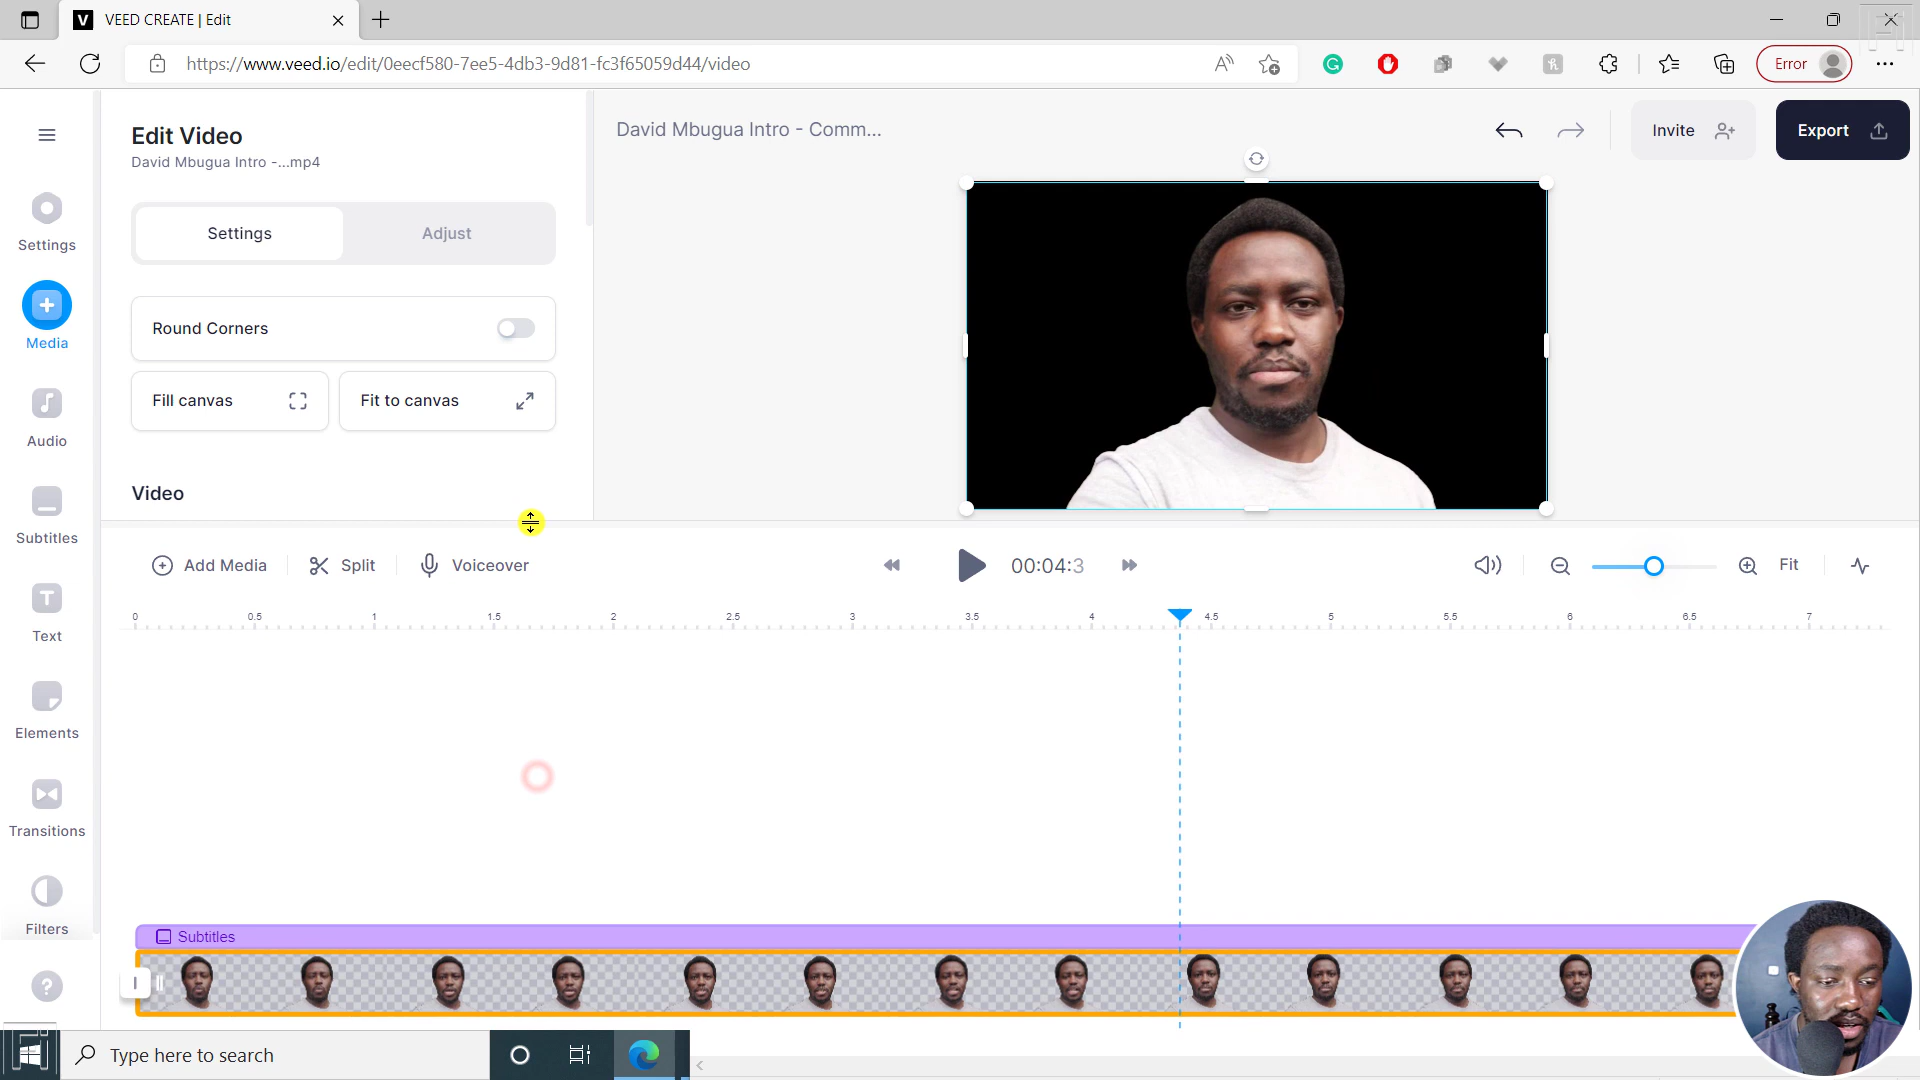 VEED CREATE | Edit
https://www.veed.io/edit/0eecf580-7ee5-4db3-9d81-fc3f65059d44/video
Error
Edit Video
David Mbugua Intro -...mp4
David Mbugua Intro - Comm...
Invite
Export
Settings
Adjust
Round Corners
Fill canvas
Fit to canvas
Video
Settings
Media
Audio
Subtitles
Text
Elements
Transitions
Filters
Add Media
Split
Voiceover
00:04:3
Fit
0 0.5 1 1.5 2 2.5 3 3.5 4 4.5 5 5.5 6 6.5 7
Subtitles
Type here to search